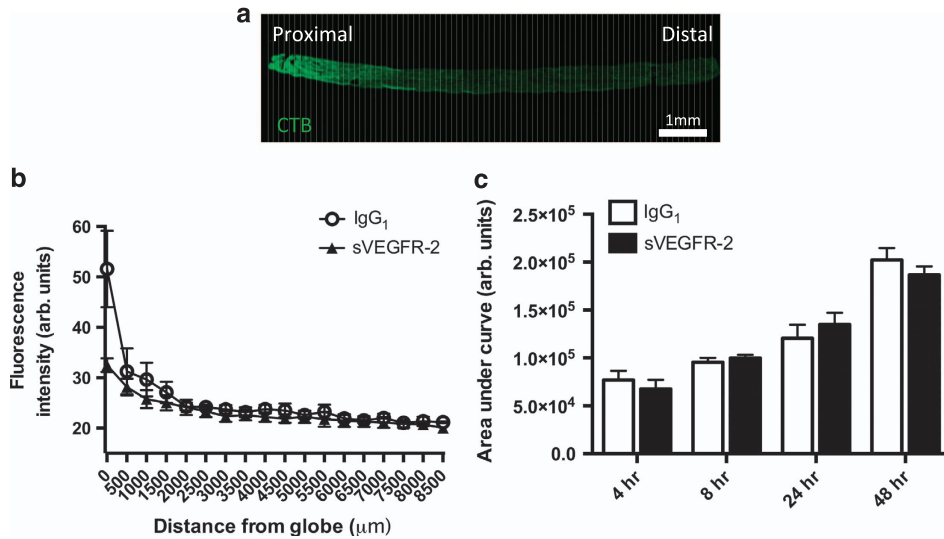 a
Proximal
Distal
CTB
1mm
b
IgG1
sVEGFR-2
Fluorescence
intensity (arb. units)
60
50
40
30
20
0
500
1000
1500
2000
2500
3000
3500
4000
4500
5000
5500
6000
6500
7000
7500
8000
8500
Distance from globe (μm)
c
IgG1
sVEGFR-2
Area under curve (arb. units)
2.5×10⁵
2.0×10⁵
1.5×10⁵
1.0×10⁵
5.0×10⁴
0.0
4 hr
8 hr
24 hr
48 hr